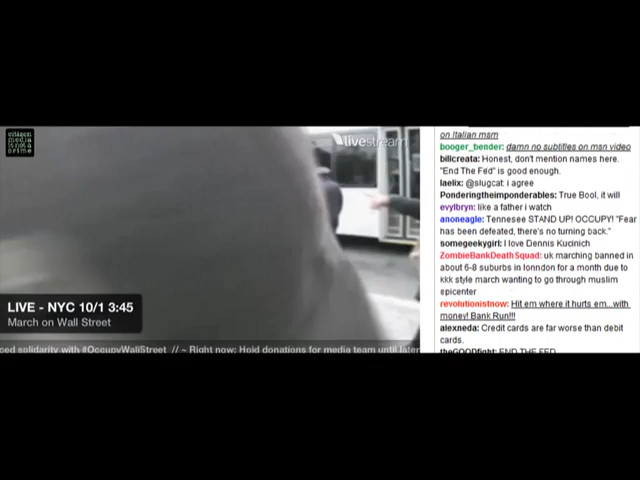 citizen
media
is not a
crime
livestream
LIVE - NYC 10/1 3:45
March on Wall Street
ced solidarity with #OccupyWallStreet // ~ Right now: Hold donations for media team until later
on Italian msm
booger_bender: damn no subtitles on msn video
billcreata: Honest, don't mention names here.
"End The Fed" is good enough.
laelix: @slugcat: i agree
Ponderingtheimponderables: True Bool, it will
evylbryn: like a father i watch
anoneagle: Tennesee STAND UP! OCCUPY! "Fear
has been defeated, there's no turning back."
somegeekygirl: I love Dennis Kucinich
ZombieBankDeathSquad: uk marching banned in
about 6-8 suburbs in lonndon for a month due to
kkk style march wanting to go through muslim
epicenter
revolutionistnow: Hit em where it hurts em...with
money! Bank Run!!!
alexneda: Credit cards are far worse than debit
cards.
theGOODfight: END THE FED